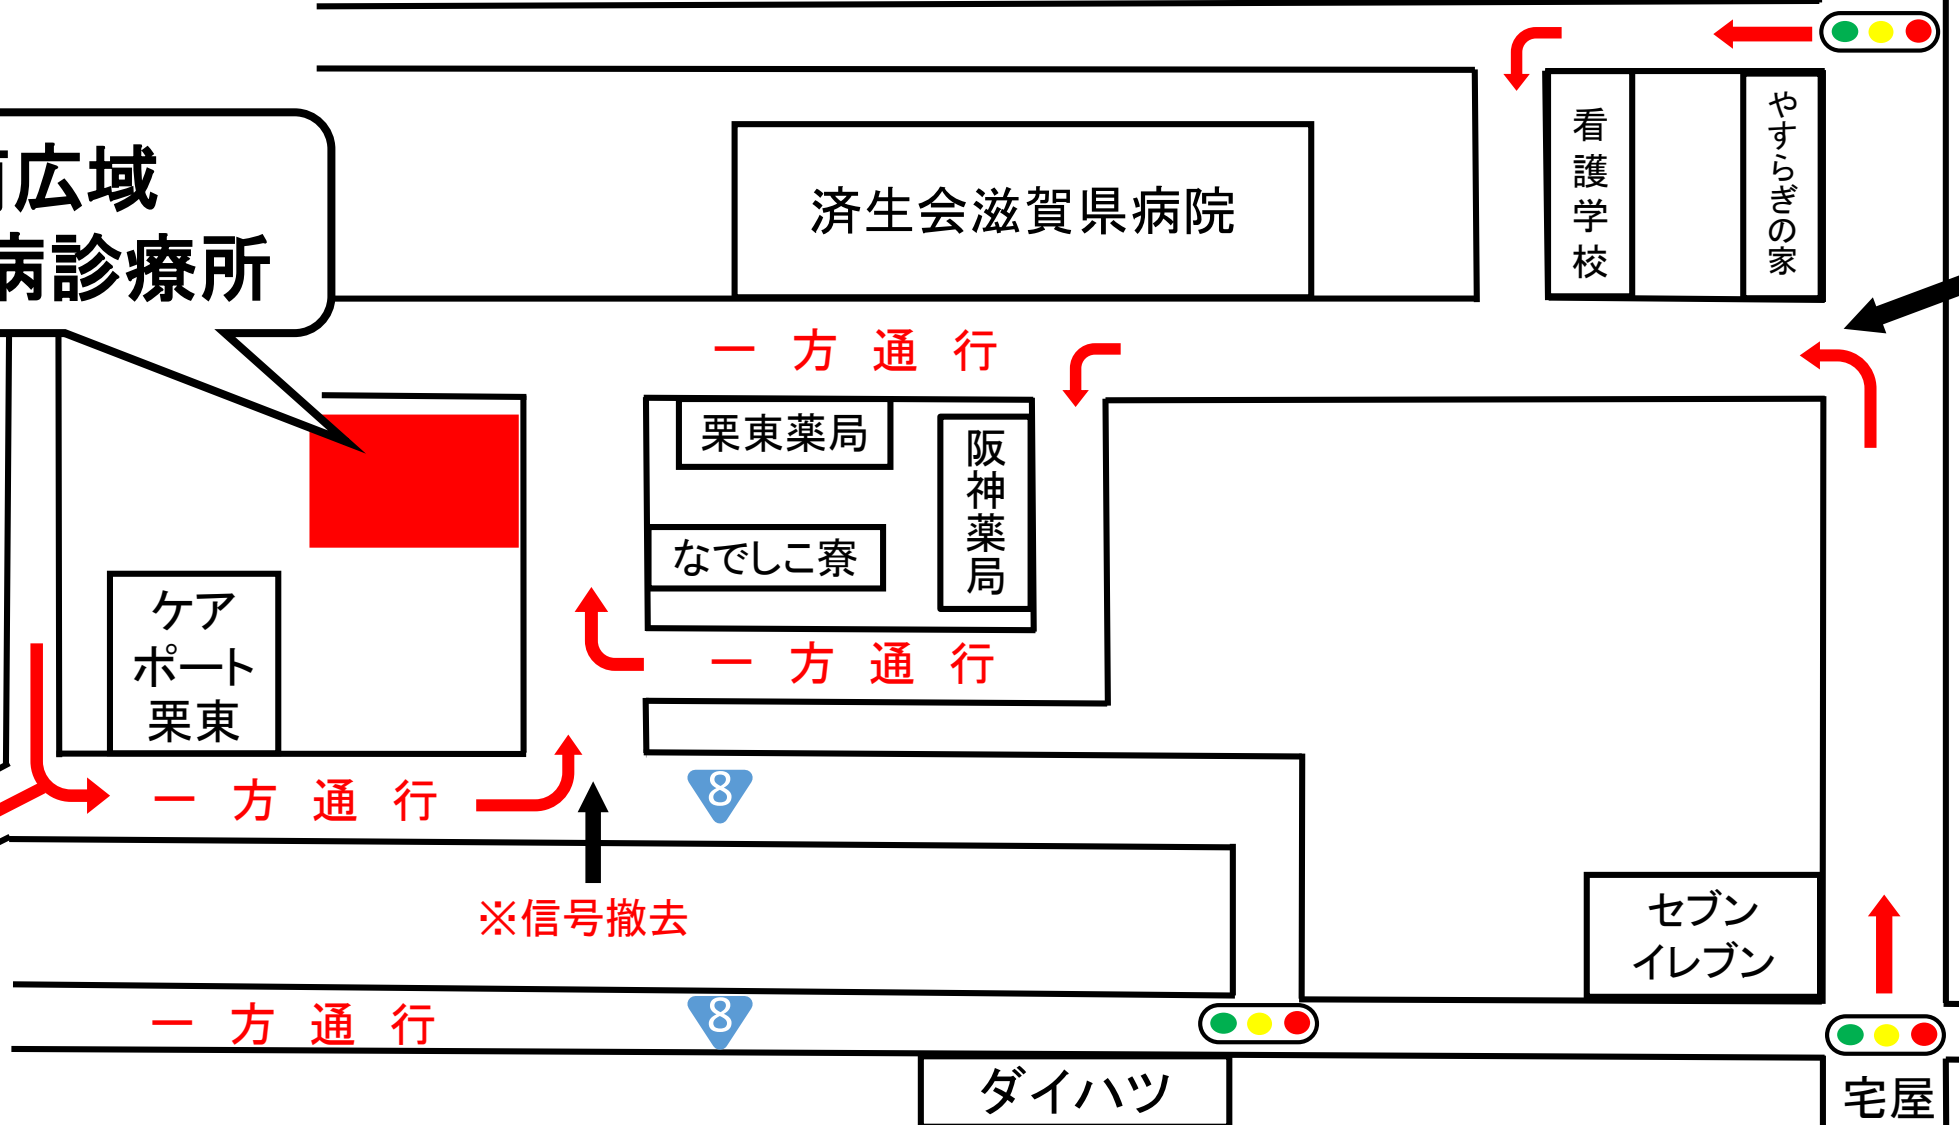 看護学校
やすらぎの家
広域
病診療所
済生会滋賀県病院
一方通行
栗東薬局
阪神薬局
なでしこ寮
ケア
ポート
栗東
一方通行
一方通行
8
※信号撤去
セブン
イレブン
一方通行
8
ダイハツ
宅屋